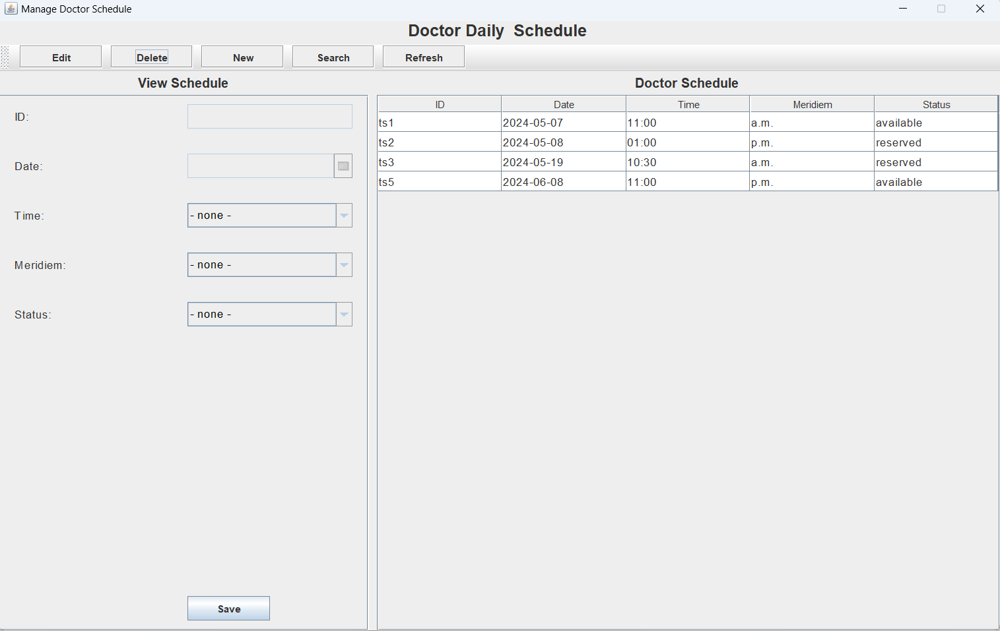 Manage Doctor Schedule
Doctor Daily  Schedule
Edit Delete New Search Refresh
View Schedule
ID:
Date:
Time: - none -
Meridiem: - none -
Status: - none -
Save
Doctor Schedule
ID Date Time Meridiem Status
ts1 2024-05-07 11:00 a.m. available
ts2 2024-05-08 01:00 p.m. reserved
ts3 2024-05-19 10:30 a.m. reserved
ts5 2024-06-08 11:00 p.m. available